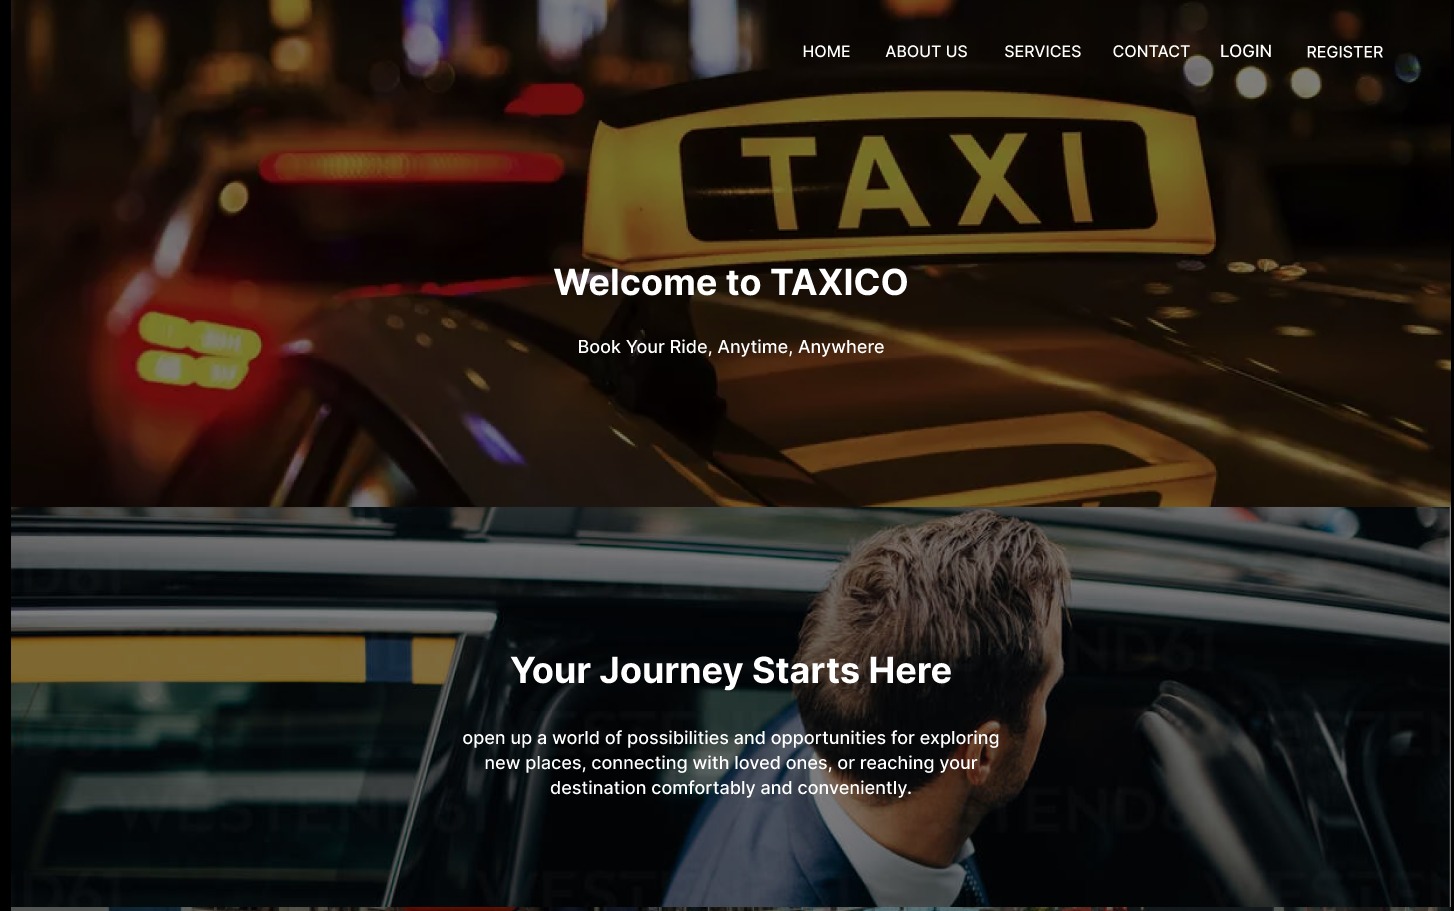 HOME ABOUT US SERVICES CONTACT LOGIN REGISTER
TAXI
Welcome to TAXICO
Book Your Ride, Anytime, Anywhere
Your Journey Starts Here
open up a world of possibilities and opportunities for exploring
new places, connecting with loved ones, or reaching your
destination comfortably and conveniently.
WESTEND61